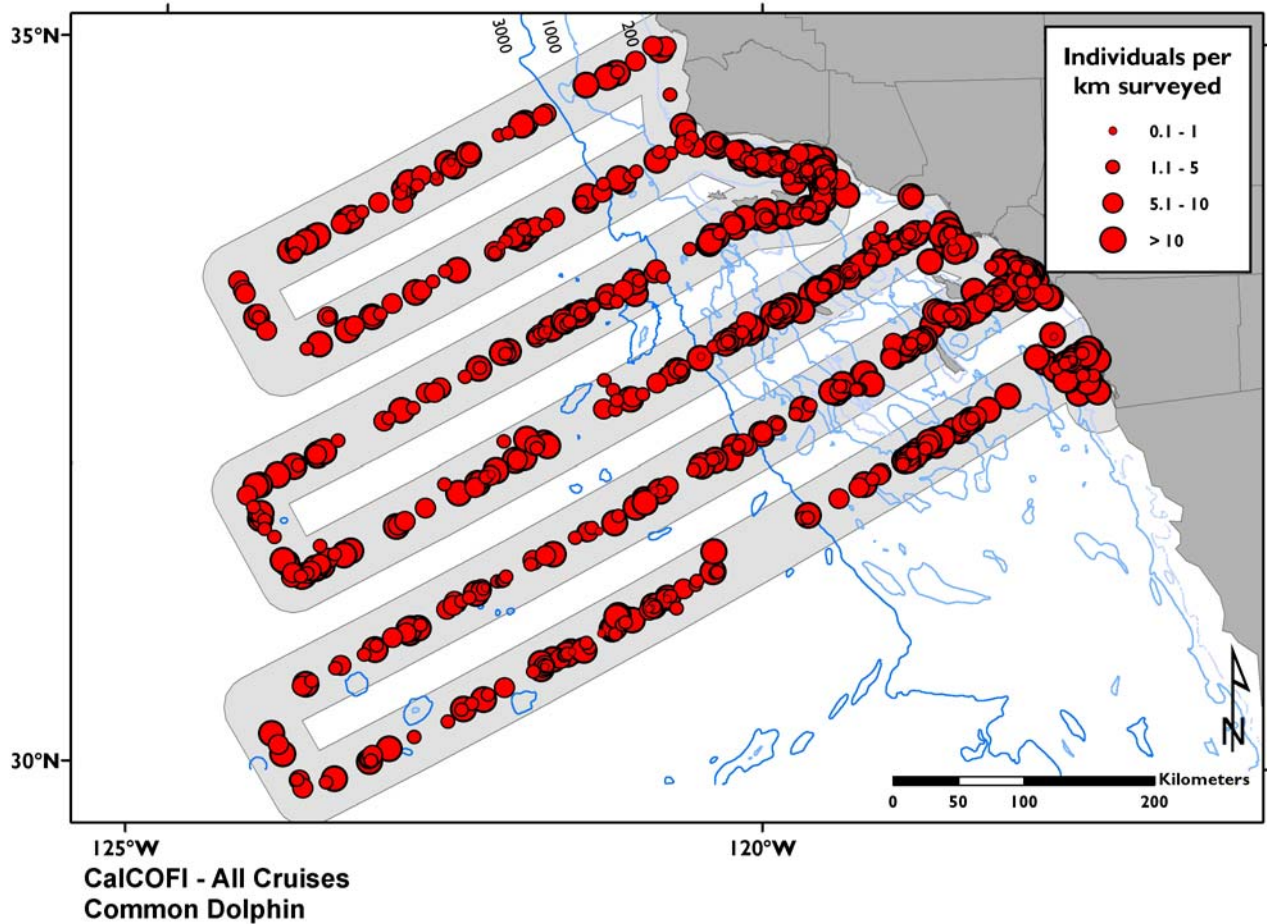 35°N
3000
1000
200
Individuals per
km surveyed
0.1 - 1
1.1 - 5
5.1 - 10
> 10
30°N
N
Kilometers
0 50 100 200
125°W
120°W
CalCOFI - All Cruises
Common Dolphin